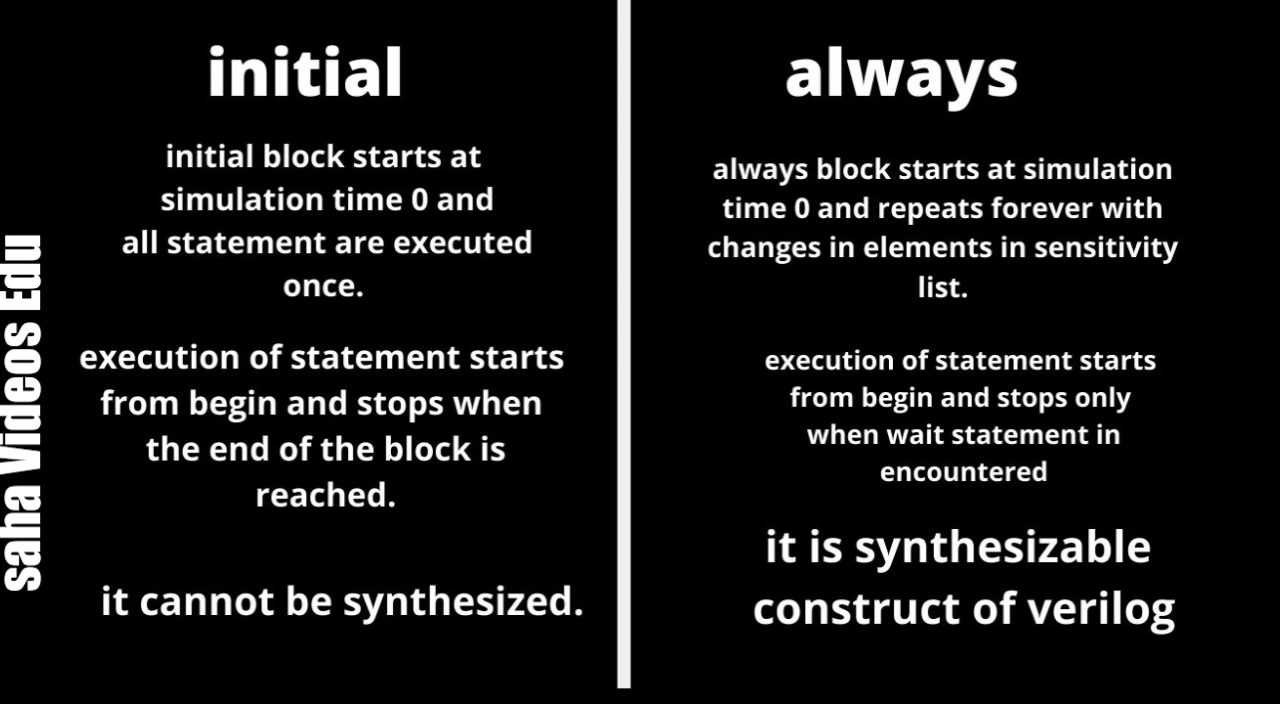 initial
initial block starts at
simulation time 0 and
all statement are executed
once.
execution of statement starts
from begin and stops when
the end of the block is
reached.
it cannot be synthesized.
always
always block starts at simulation
time 0 and repeats forever with
changes in elements in sensitivity
list.
execution of statement starts
from begin and stops only
when wait statement in
encountered
it is synthesizable
construct of verilog
saha Videos Edu